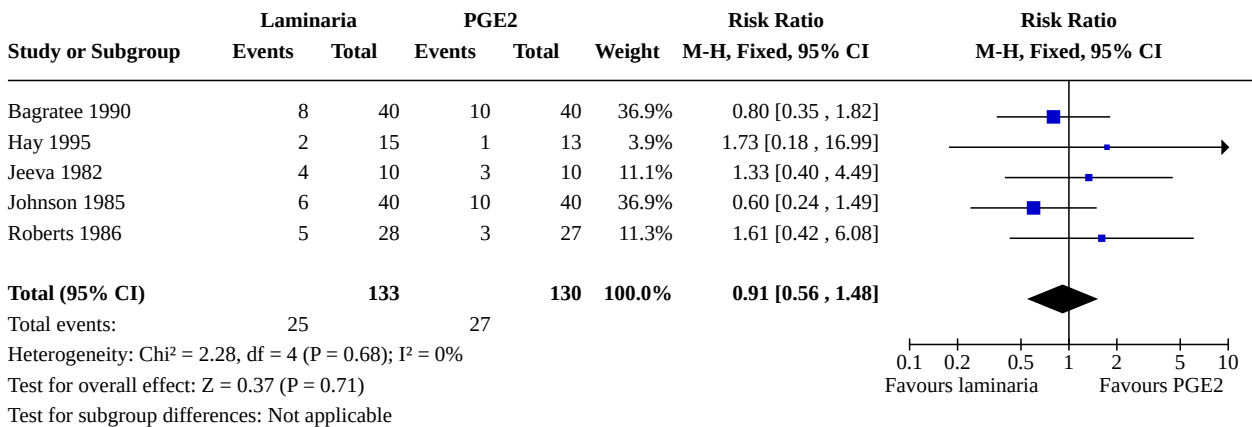 Laminaria PGE2 Risk Ratio Risk Ratio
Study or Subgroup Events Total Events Total Weight M-H, Fixed, 95% CI M-H, Fixed, 95% CI
Bagratee 1990 8 40 10 40 36.9% 0.80 [0.35 , 1.82]
Hay 1995 2 15 1 13 3.9% 1.73 [0.18 , 16.99]
Jeeva 1982 4 10 3 10 11.1% 1.33 [0.40 , 4.49]
Johnson 1985 6 40 10 40 36.9% 0.60 [0.24 , 1.49]
Roberts 1986 5 28 3 27 11.3% 1.61 [0.42 , 6.08]
Total (95% CI) 133 130 100.0% 0.91 [0.56 , 1.48]
Total events: 25 27
Heterogeneity: Chi² = 2.28, df = 4 (P = 0.68); I² = 0%
Test for overall effect: Z = 0.37 (P = 0.71)
Test for subgroup differences: Not applicable
0.1 0.2 0.5 1 2 5 10
Favours laminaria Favours PGE2